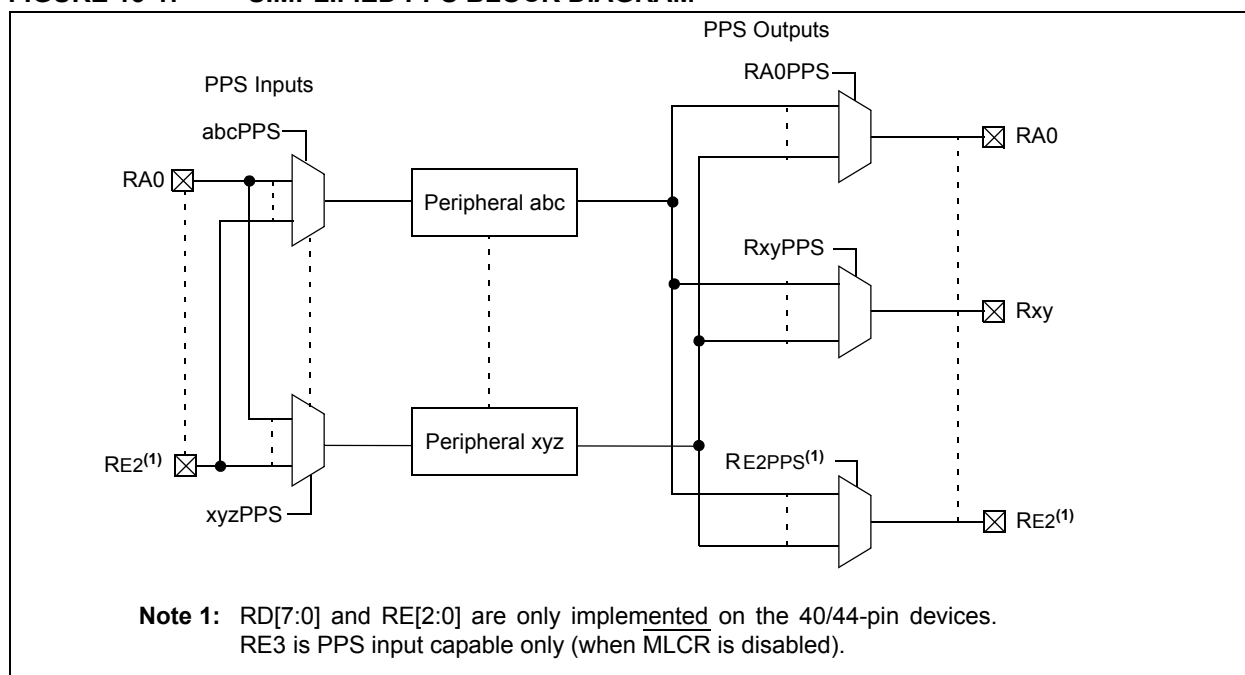 FIGURE 18-1: SIMPLIFIED PPS BLOCK DIAGRAM
PPS Outputs
RA0PPS
PPS Inputs
abcPPS
RA0
RA0
Peripheral abc
RxyPPS
Rxy
Peripheral xyz
RE2(1)
RE2PPS(1)
xyzPPS
RE2(1)
Note 1: RD[7:0] and RE[2:0] are only implemented on the 40/44-pin devices.
RE3 is PPS input capable only (when MLCR is disabled).